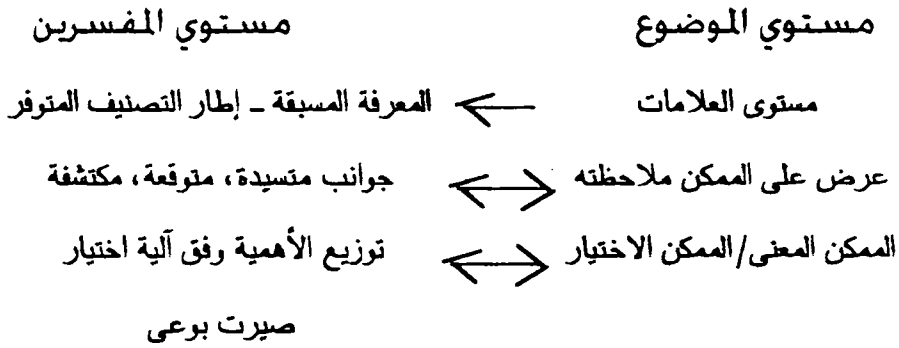 مستوي الموضوع مستوي المفسرين
مستوى العلامات ← المعرفة المسبقة ـ إطار التصنيف المتوفر
عرض على الممكن ملاحظته ↔ جوانب متسيدة، متوقعة، مكتشفة
الممكن المعنى/الممكن الاختيار ↔ توزيع الأهمية وفق آلية اختيار
صيرت بوعى